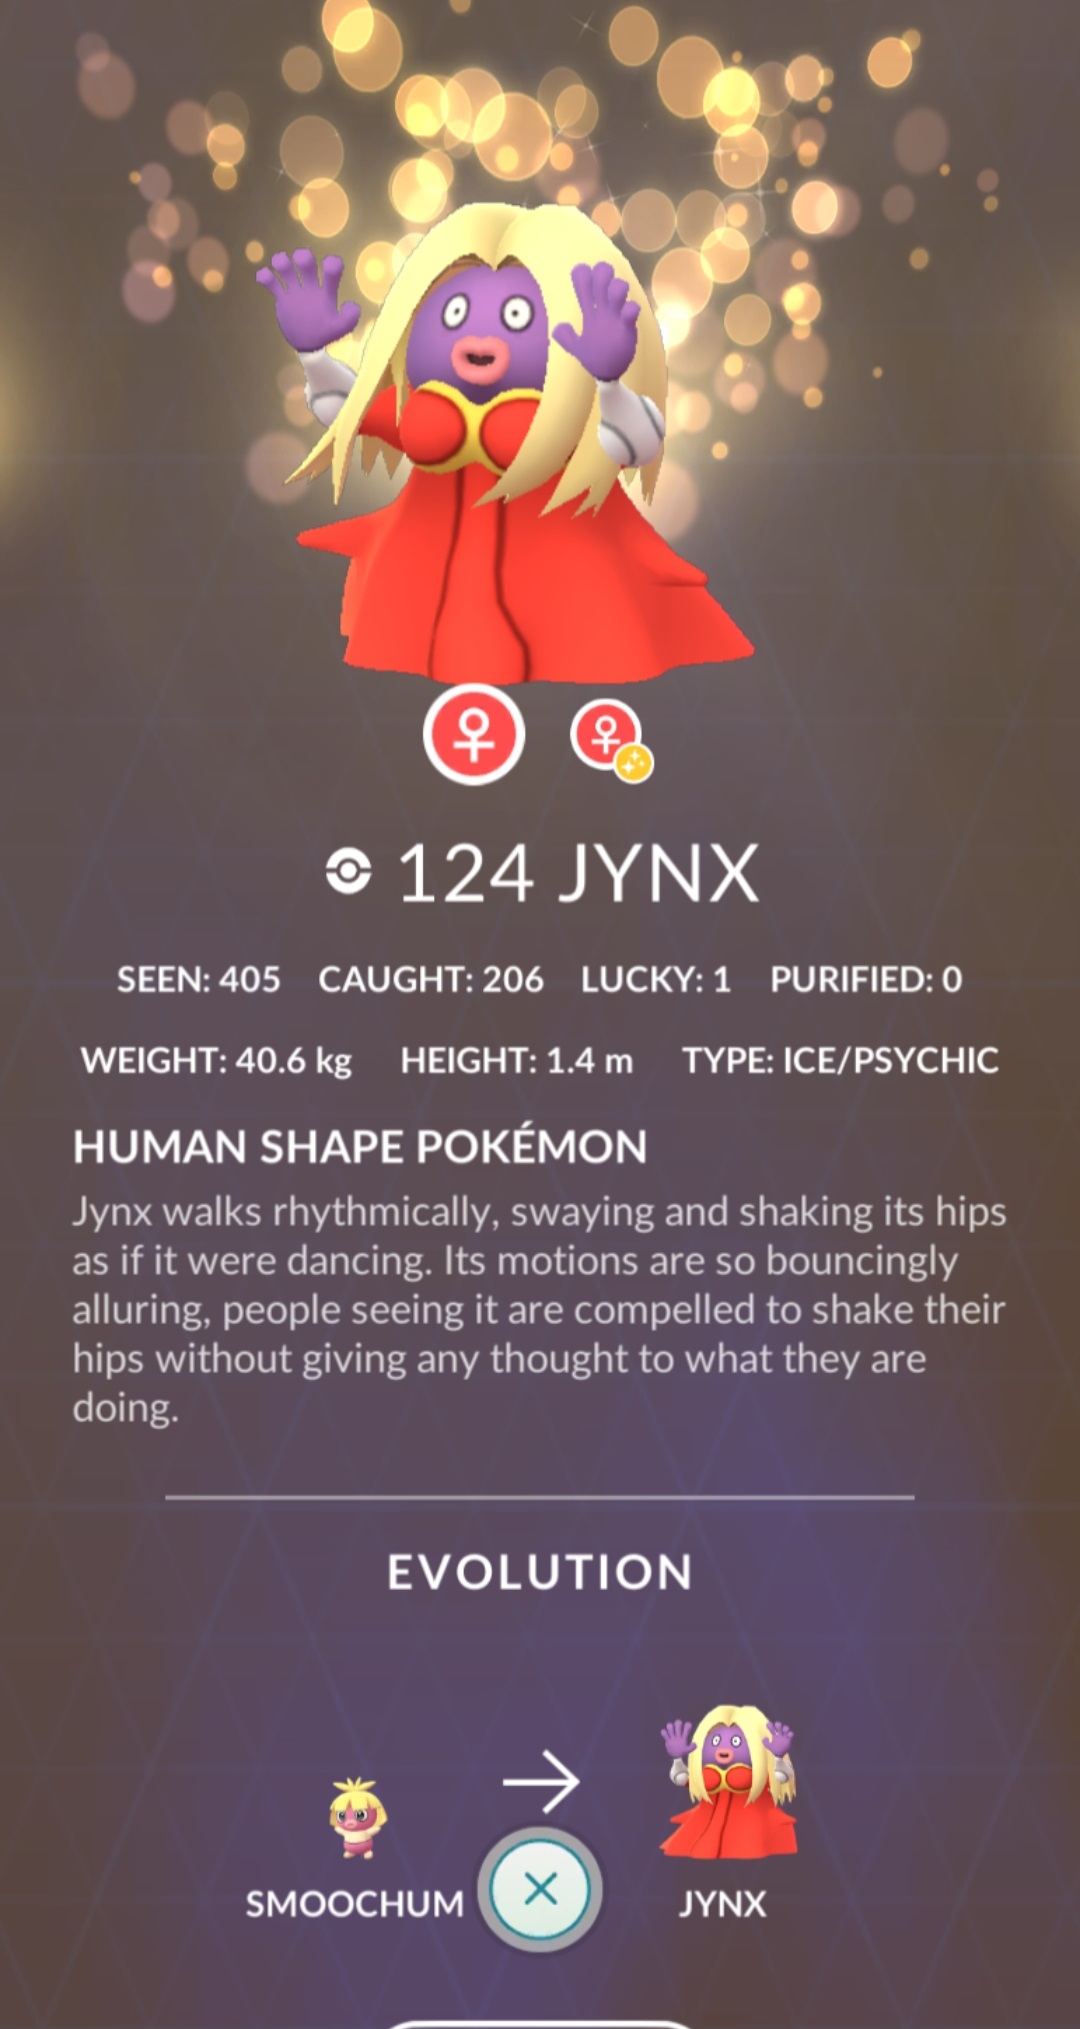 124 JYNX
SEEN: 405 CAUGHT: 206 LUCKY: 1 PURIFIED: 0
WEIGHT: 40.6 kg HEIGHT: 1.4 m TYPE: ICE/PSYCHIC
HUMAN SHAPE POKÉMON
Jynx walks rhythmically, swaying and shaking its hips
as if it were dancing. Its motions are so bouncingly
alluring, people seeing it are compelled to shake their
hips without giving any thought to what they are
doing.
EVOLUTION
SMOOCHUM JYNX